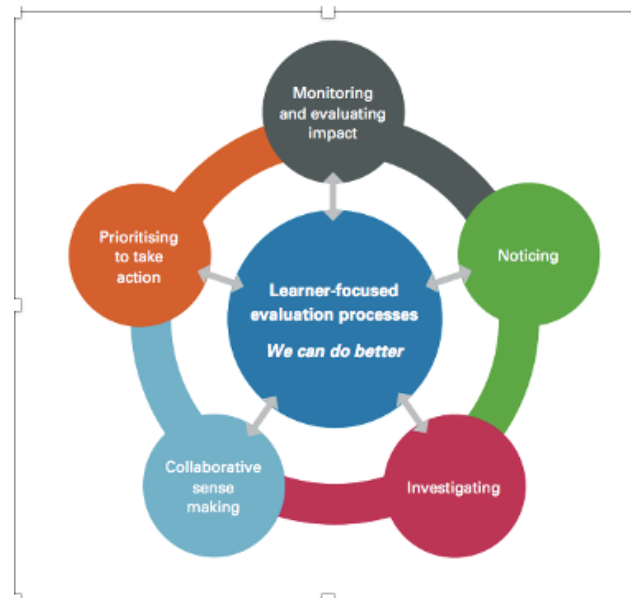 Monitoring
and evaluating
impact
Noticing
Prioritising
to take
action
Learner-focused
evaluation processes
We can do better
Collaborative
sense
making
Investigating